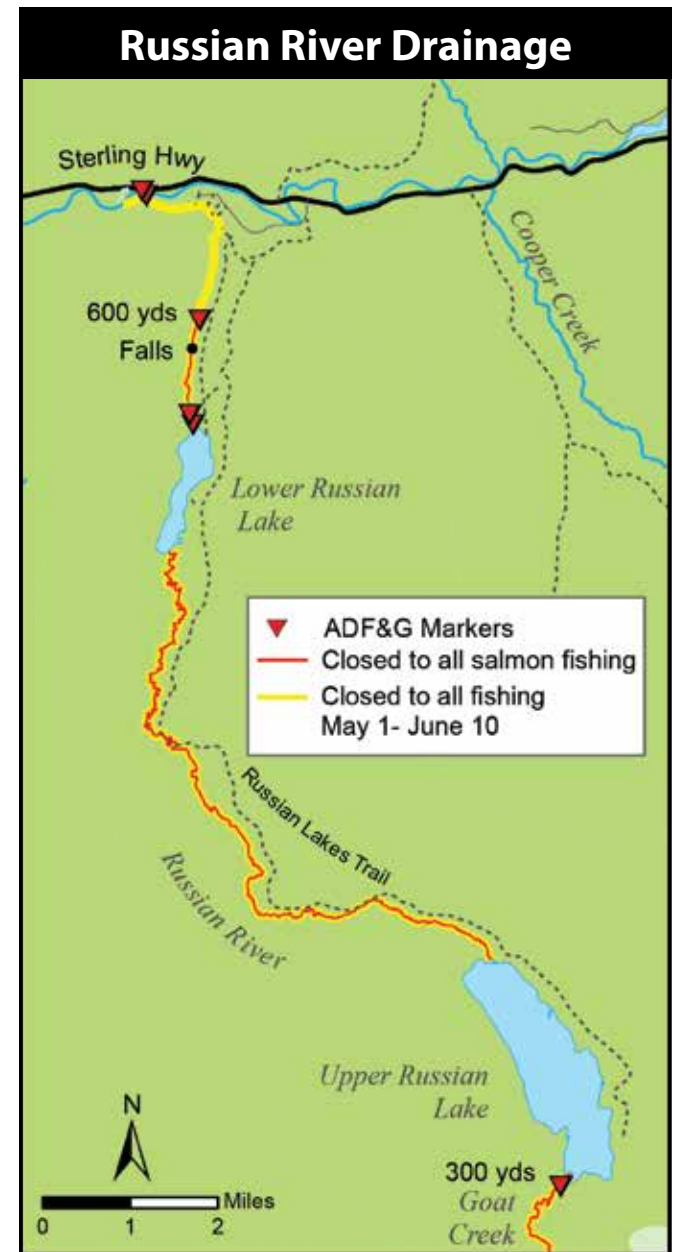 Russian River Drainage
Sterling Hwy
Cooper Creek
600 yds
Falls
Lower Russian
Lake
ADF&G Markers
Closed to all salmon fishing
Closed to all fishing
May 1- June 10
Russian Lakes Trail
Russian River
Upper Russian
Lake
N
300 yds
Goat
Creek
Miles
0 1 2